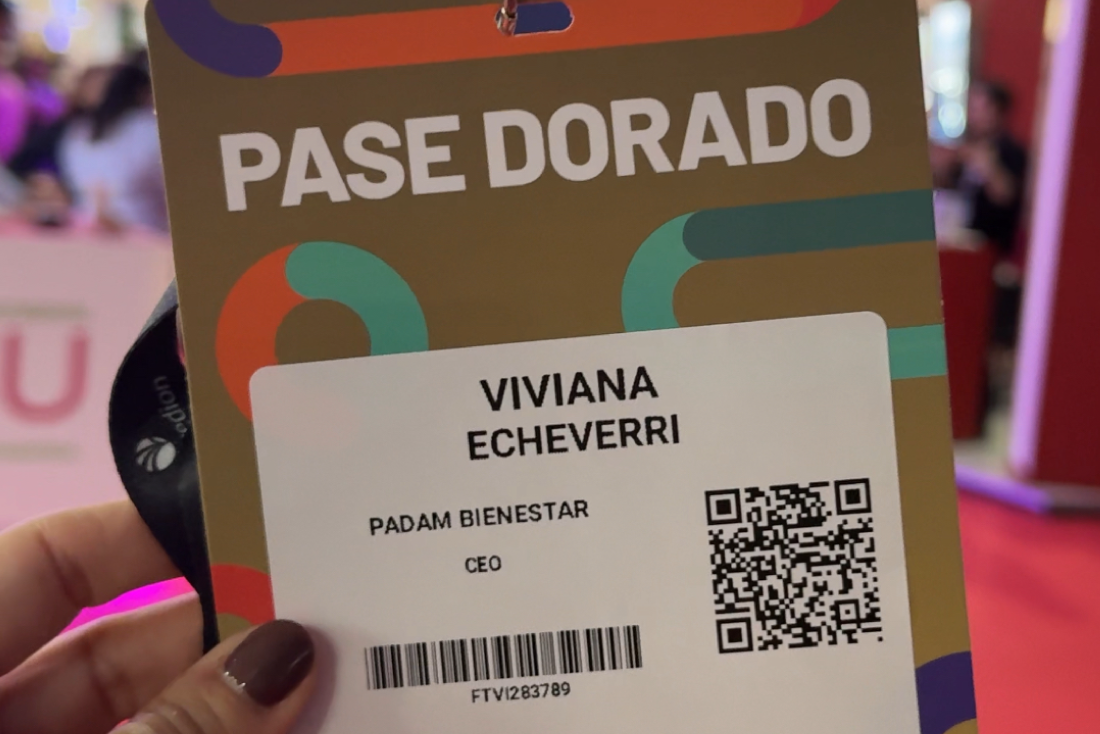 PASE DORADO
VIVIANA
ECHEVERRI
PADAM BIENESTAR
CEO
FTVI283789
U